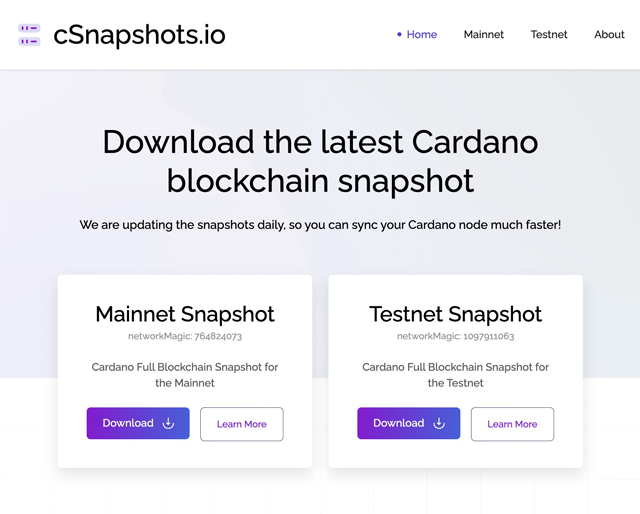 cSnapshots.io
Home
Mainnet
Testnet
About
Download the latest Cardano
blockchain snapshot
We are updating the snapshots daily, so you can sync your Cardano node much faster!
Mainnet Snapshot
networkMagic: 764824073
Cardano Full Blockchain Snapshot for
the Mainnet
Download
Learn More
Testnet Snapshot
networkMagic: 1097911063
Cardano Full Blockchain Snapshot for
the Testnet
Download
Learn More